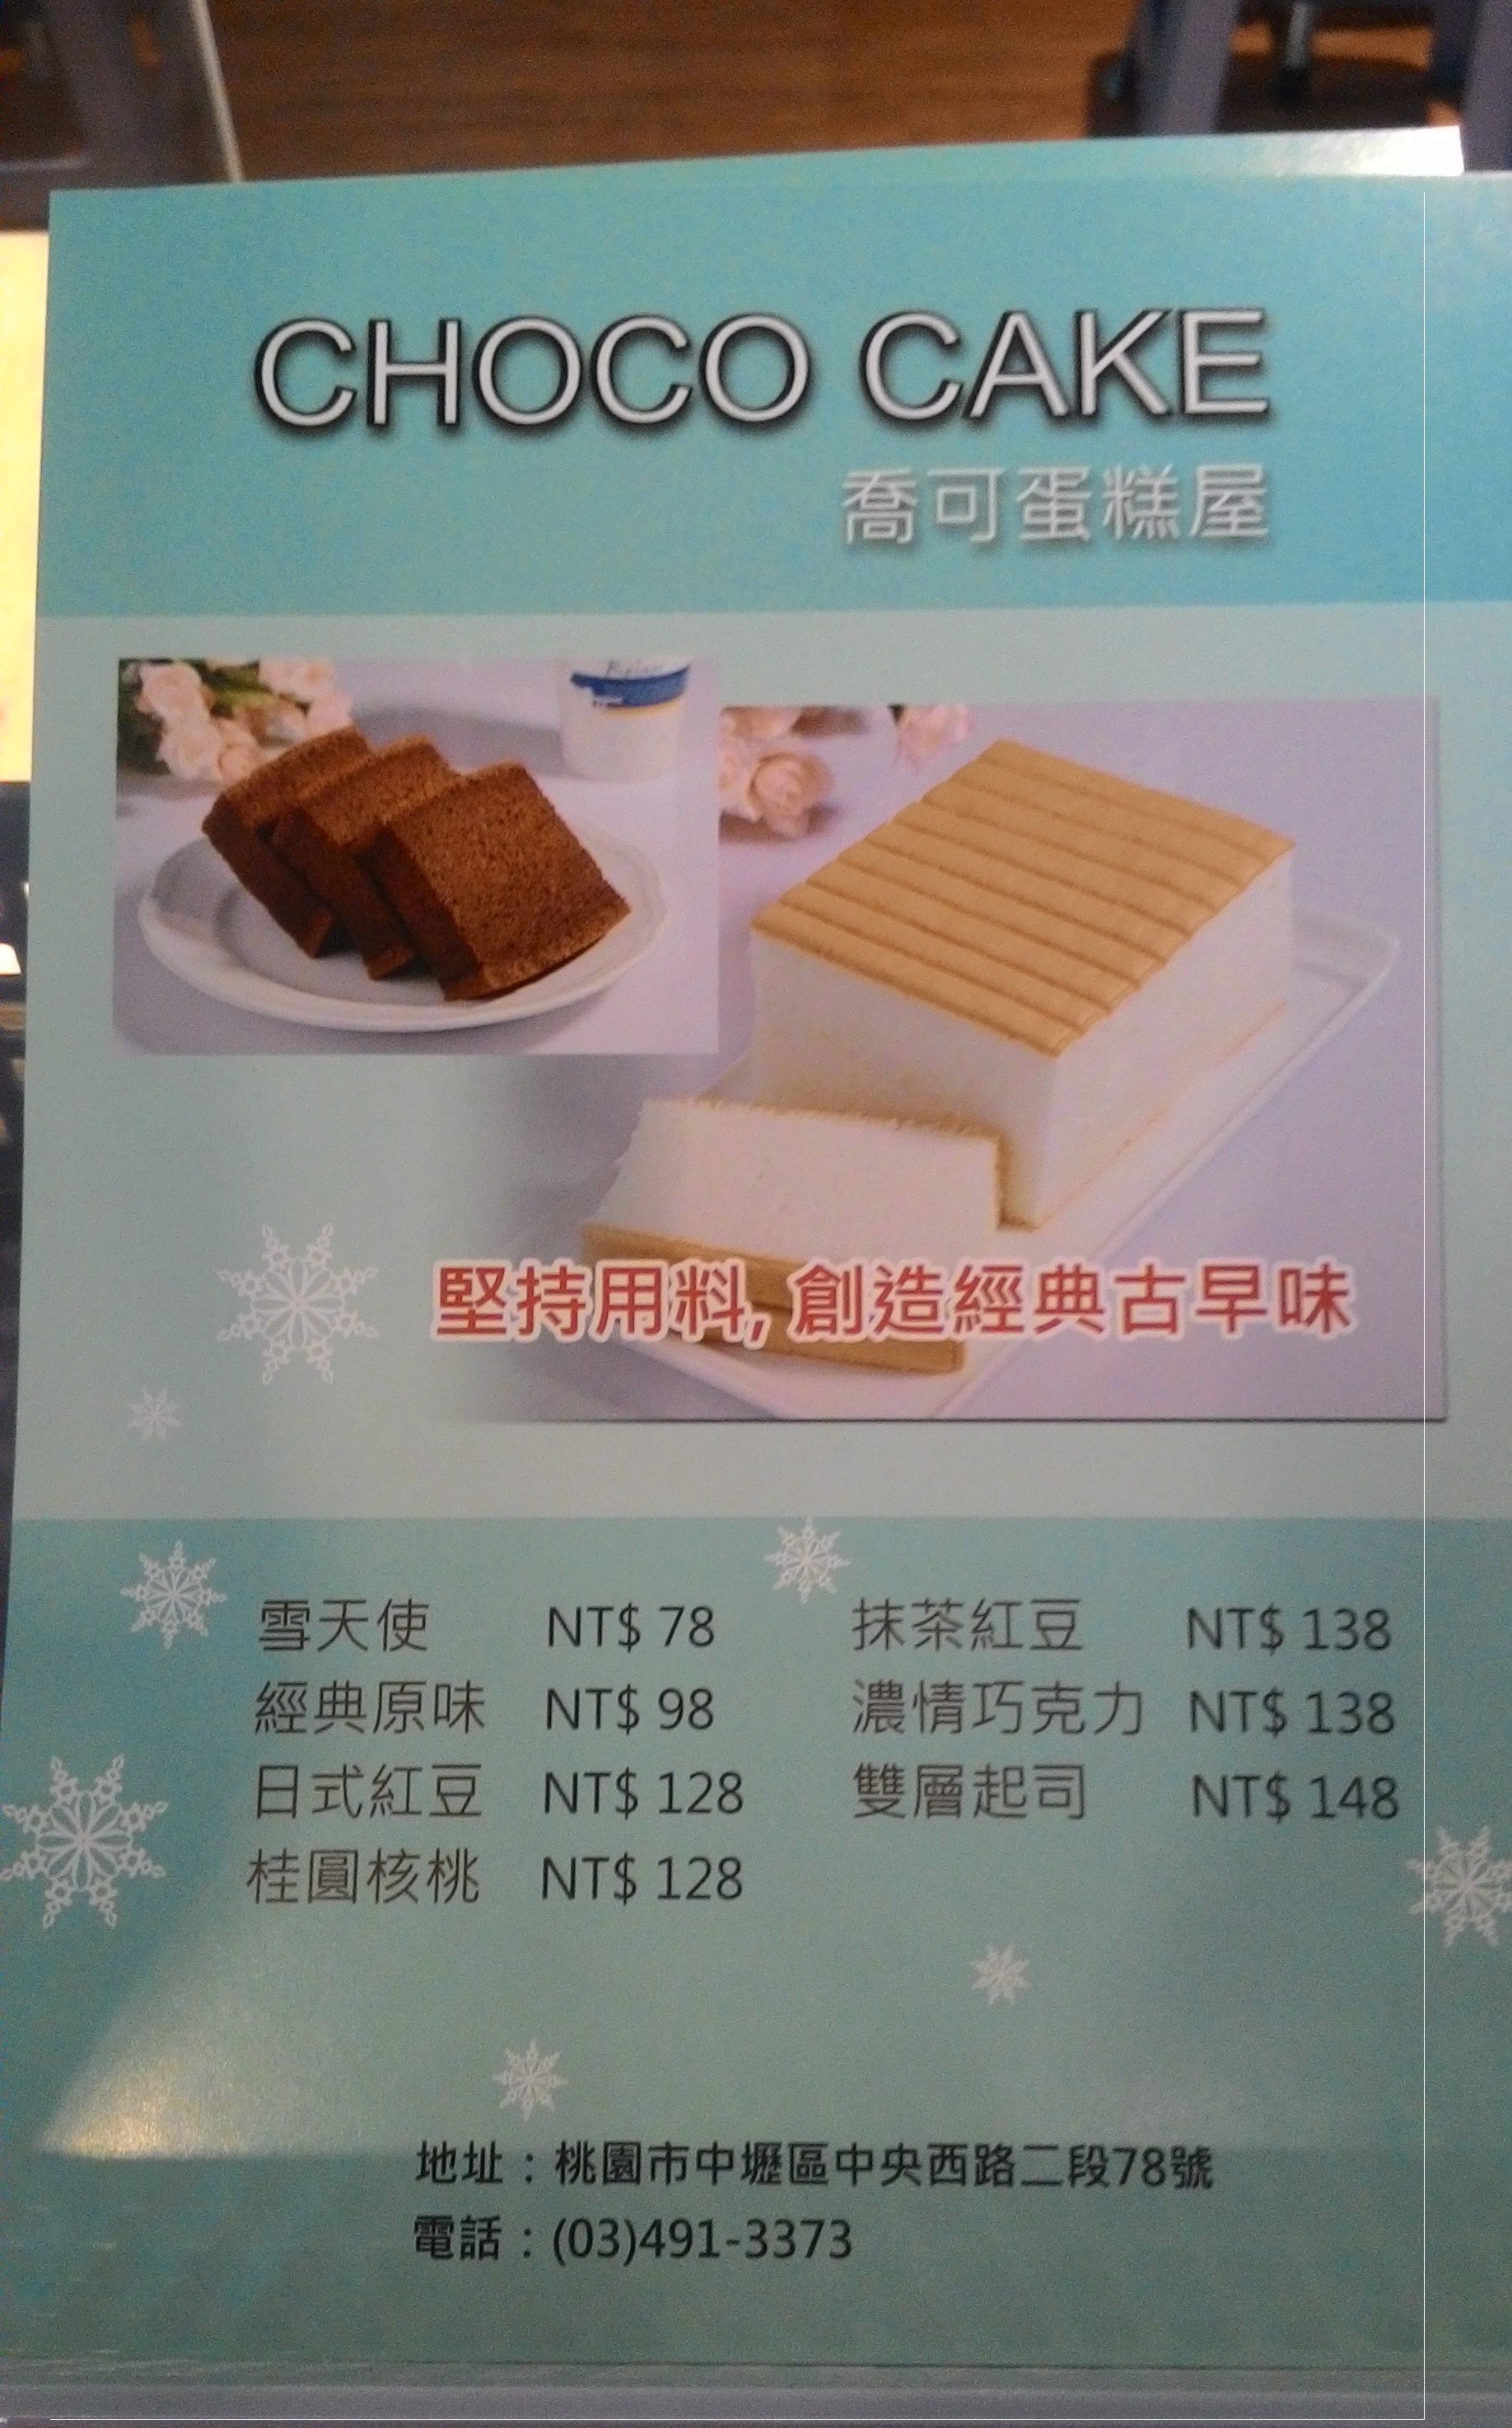 CHOCO CAKE
喬可蛋糕屋
堅持用料, 創造經典古早味
雪天使 NT$ 78
經典原味 NT$ 98
日式紅豆 NT$ 128
桂圓核桃 NT$ 128
抹茶紅豆 NT$ 138
濃情巧克力 NT$ 138
雙層起司 NT$ 148
地址：桃園市中壢區中央西路二段78號
電話：(03)491-3373